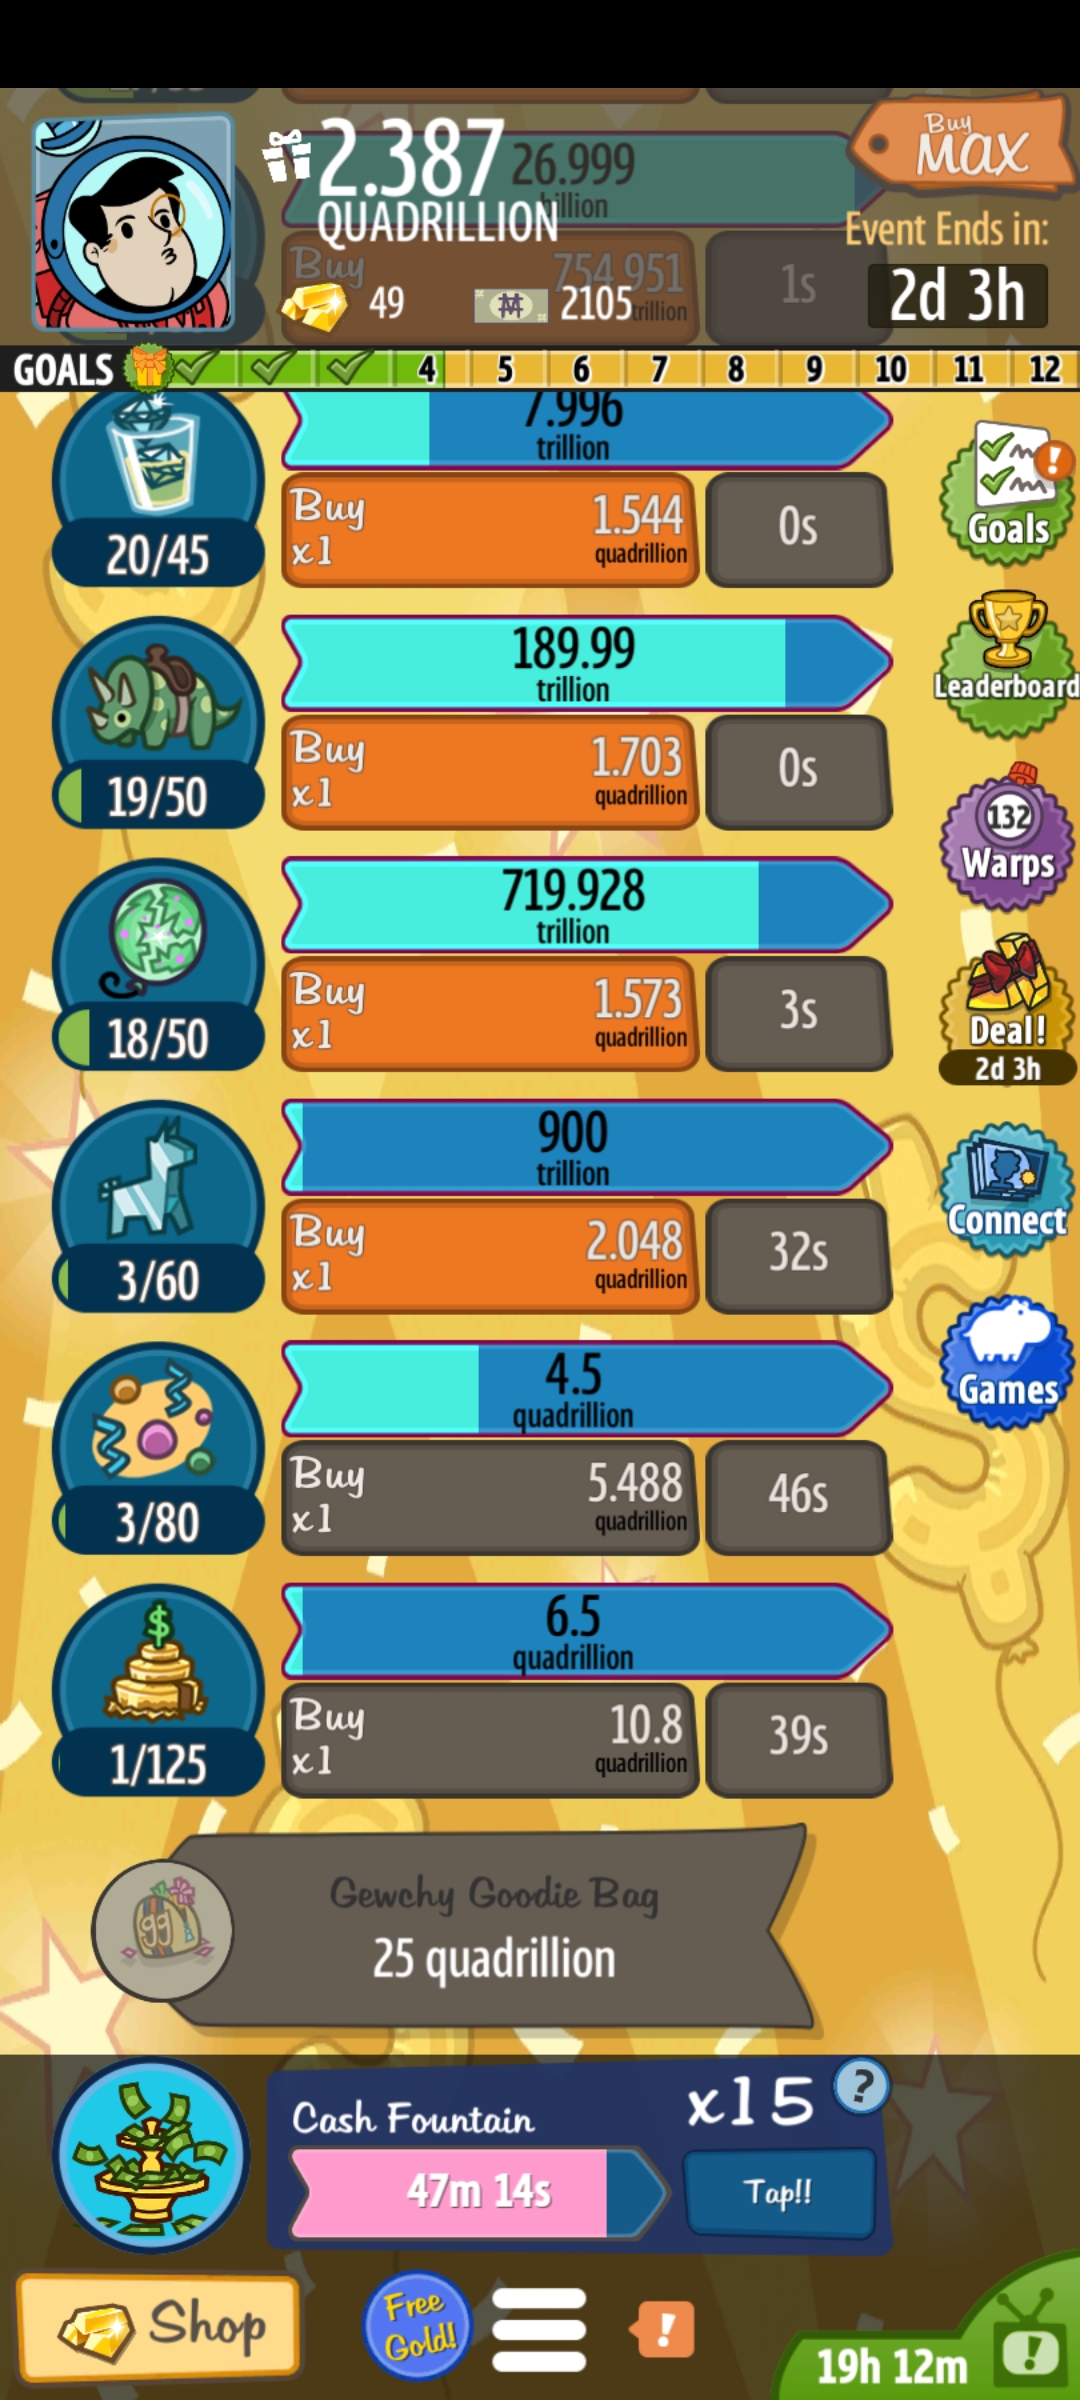 2.387
QUADRILLION
26.999
Buy
MAX
Event Ends in:
2d 3h
Buy
754.951
trillion
1s
49
2105
GOALS 4 5 6 7 8 9 10 11 12
7.996
trillion
Buy
x1
1.544
quadrillion
0s
20/45
Goals
189.99
trillion
Buy
x1
1.703
quadrillion
0s
19/50
Leaderboard
719.928
trillion
Buy
x1
1.573
quadrillion
3s
18/50
132
Warps
Deal!
2d 3h
900
trillion
Buy
x1
2.048
quadrillion
32s
3/60
Connect
4.5
quadrillion
Buy
x1
5.488
quadrillion
46s
3/80
Games
6.5
quadrillion
Buy
x1
10.8
quadrillion
39s
$
1/125
gg
Gewchy Goodie Bag
25 quadrillion
Cash Fountain
x15
?
47m 14s
Tap!!
Shop
Free
Gold!
!
19h 12m
!